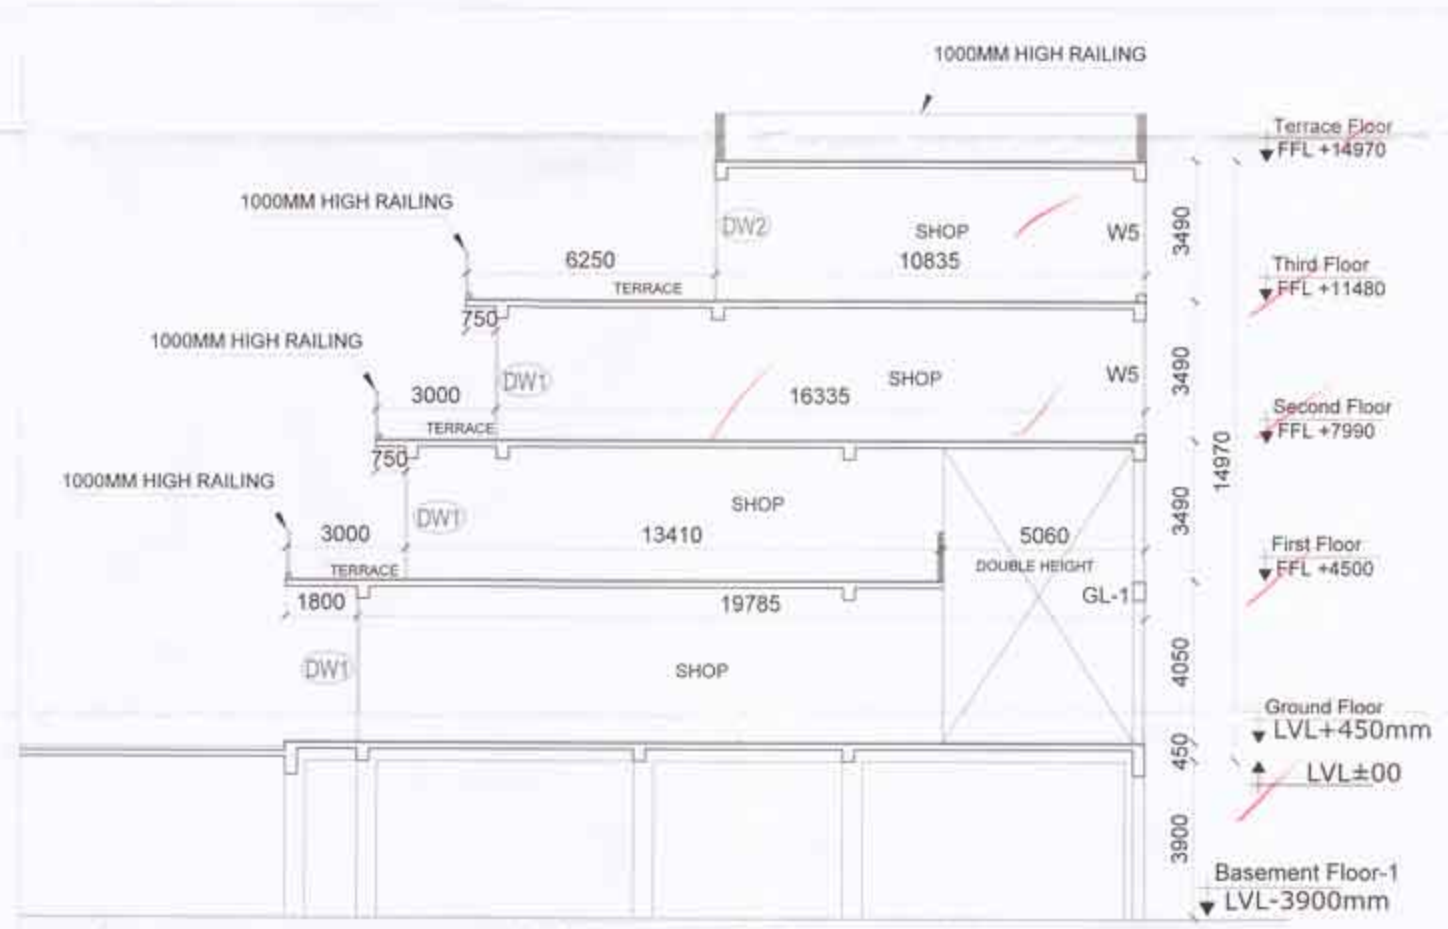 1000MM HIGH RAILING
Terrace Floor
FFL +14970
1000MM HIGH RAILING
DW2
SHOP
W5
3490
6250
10835
TERRACE
Third Floor
FFL +11480
750
1000MM HIGH RAILING
DW1
SHOP
W5
3490
3000
16335
TERRACE
Second Floor
FFL +7990
14970
750
1000MM HIGH RAILING
DW1
SHOP
3490
3000
13410
5060
TERRACE
DOUBLE HEIGHT
First Floor
FFL +4500
GL-1
1800
19785
DW1
SHOP
4050
Ground Floor
LVL+450mm
450
LVL±00
3900
Basement Floor-1
LVL-3900mm